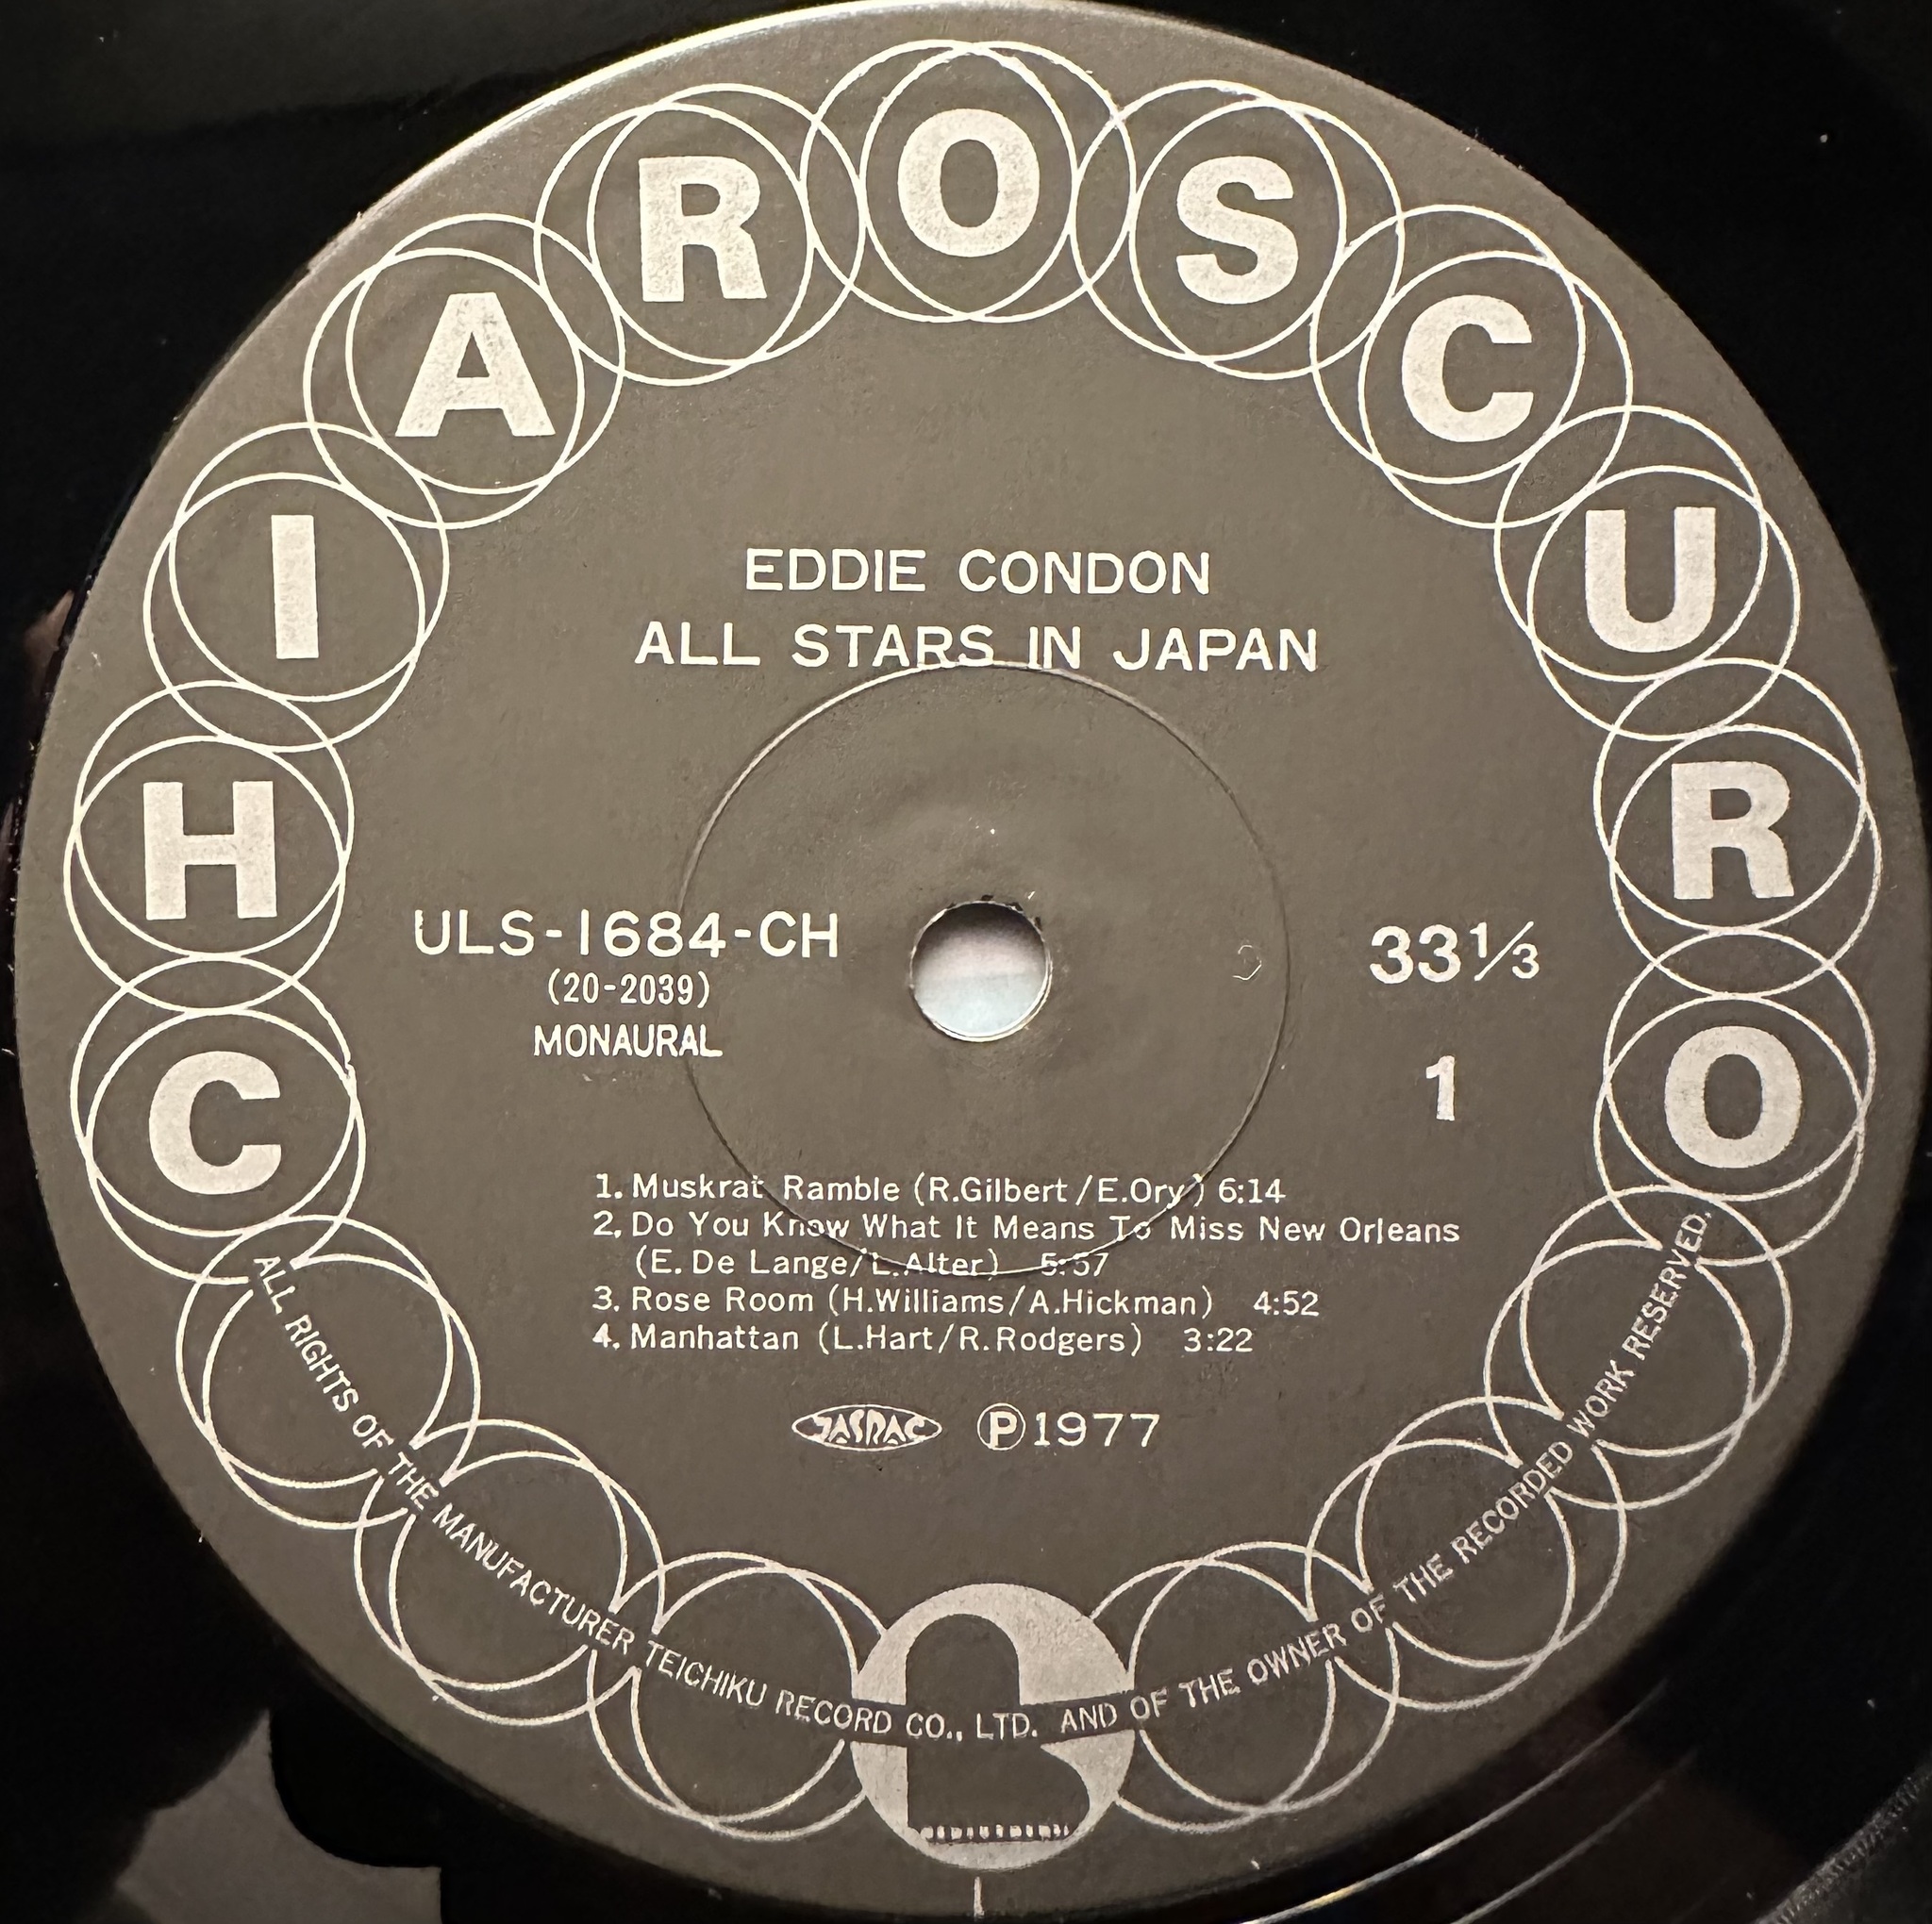 CHIAROSCURO
EDDIE CONDON
ALL STARS IN JAPAN
ULS-1684-CH
(20-2039)
MONAURAL
33⅓
1
1. Muskrat Ramble (R.Gilbert/E.Ory) 6:14
2. Do You Know What It Means To Miss New Orleans
(E. De Lange/L.Alter) 5:57
3. Rose Room (H.Williams/A.Hickman) 4:52
4. Manhattan (L.Hart/R.Rodgers) 3:22
JASRAC ℗1977
ALL RIGHTS OF THE MANUFACTURER TEICHIKU RECORD CO., LTD. AND OF THE OWNER OF THE RECORDED WORK RESERVED.